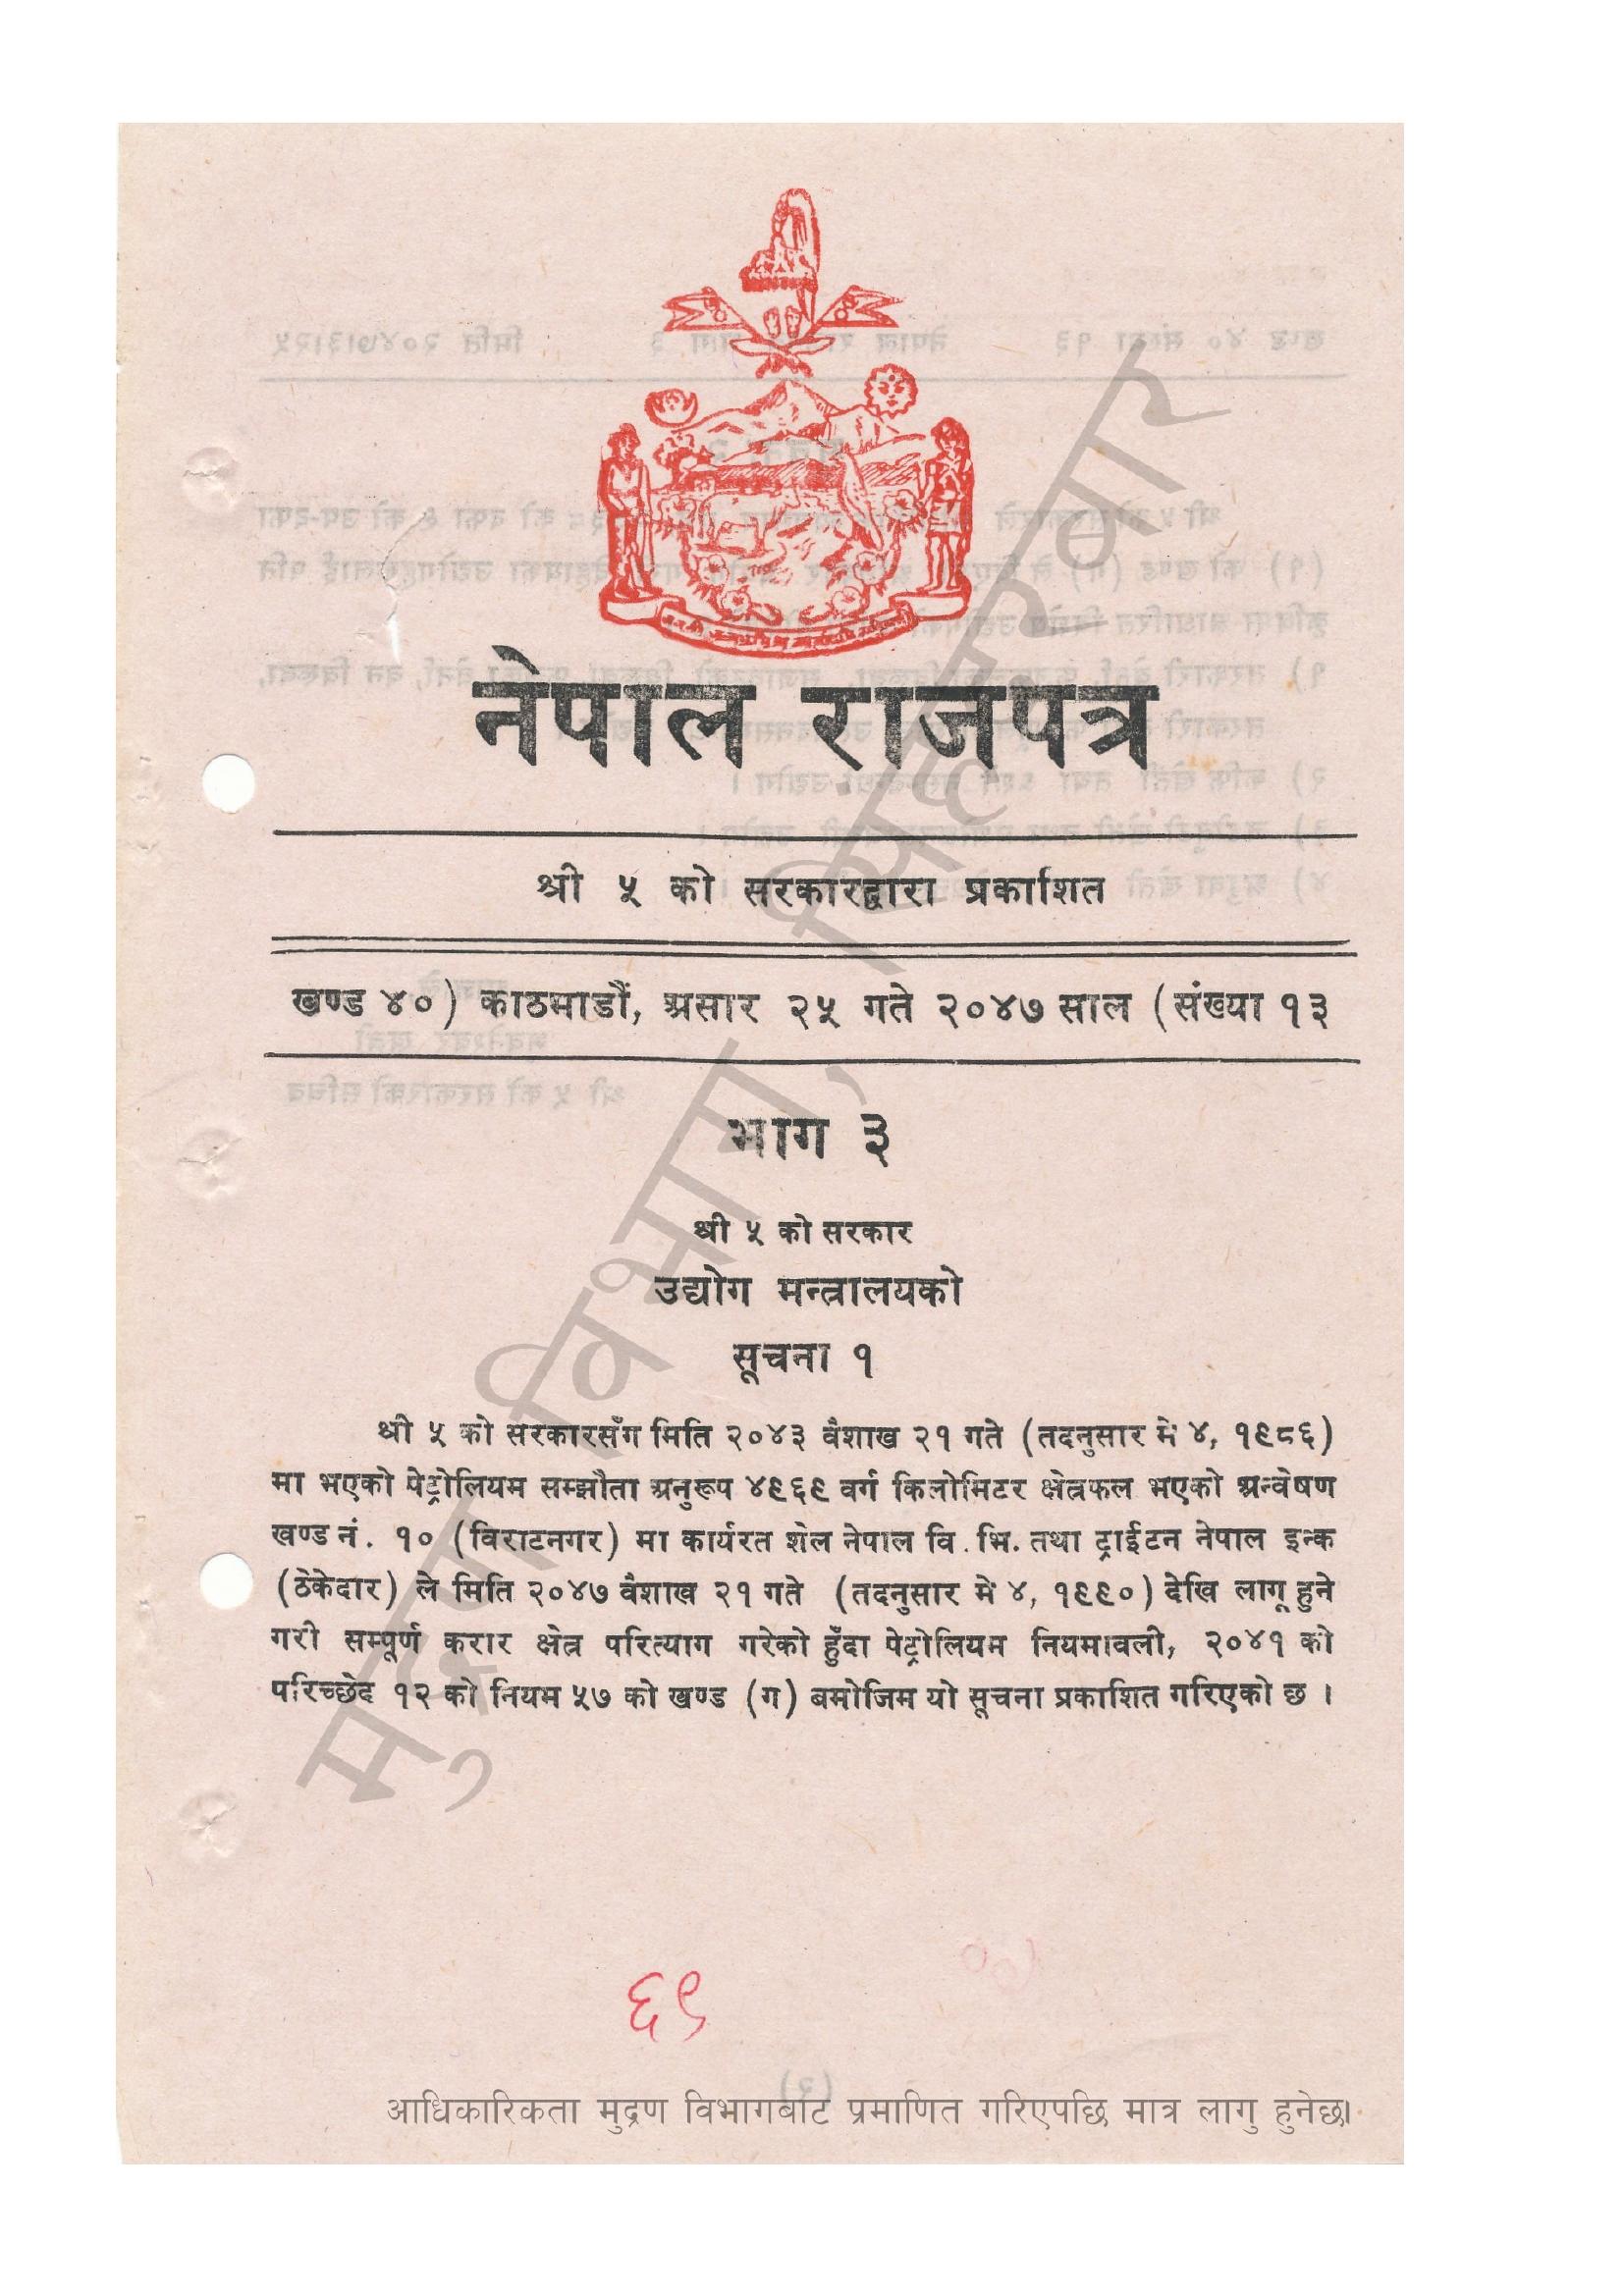 नेपाल राजपत्र
श्री ५ को सरकारद्वारा प्रकाशित
खण्ड ४०) काठमाडौं, असार २५ गते २०४७ साल (संख्या १३
भाग ३
श्री ५ को सरकार
उद्योग मन्त्रालयको
सूचना १
श्री ५ को सरकारसँग मिति २०४३ वैशाख २१ गते (तदनुसार मे ४, १९८६)
मा भएको पेट्रोलियम सम्झौता अनुरूप ४९६९ वर्ग किलोमिटर क्षेत्रफल भएको अन्वेषण
खण्ड नं. १० (विराटनगर) मा कार्यरत शेल नेपाल वि. भि. तथा ट्राईटन नेपाल इन्क
(ठेकेदार) ले मिति २०४७ वैशाख २१ गते (तदनुसार मे ४, १९९०) देखि लागू हुने
गरी सम्पूर्ण करार क्षेत्र परित्याग गरेको हुँदा पेट्रोलियम नियमावली, २०४१ को
परिच्छेद १२ को नियम ५७ को खण्ड (ग) बमोजिम यो सूचना प्रकाशित गरिएको छ ।
६९
मुद्रण विभाग, सिंहदरबार
आधिकारिकता मुद्रण विभागबाट प्रमाणित गरिएपछि मात्र लागु हुनेछ।